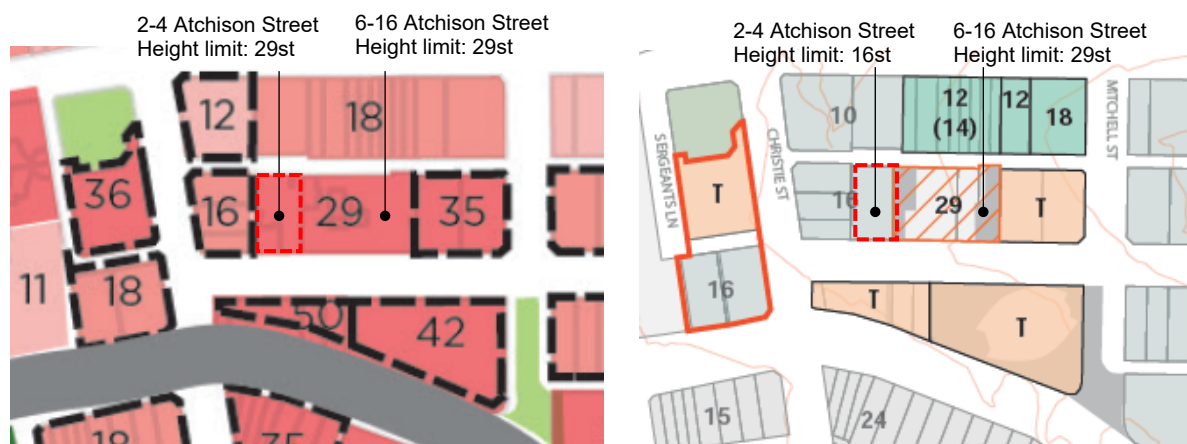 2-4 Atchison Street
Height limit: 29st
6-16 Atchison Street
Height limit: 29st
12
18
36
16
29
35
11
18
50
42
18
35
2-4 Atchison Street
Height limit: 16st
6-16 Atchison Street
Height limit: 29st
SERGEANTS LN
CHRISTIE ST
MITCHELL ST
10
12
(14)
12
18
T
16
29
T
16
T
T
15
24